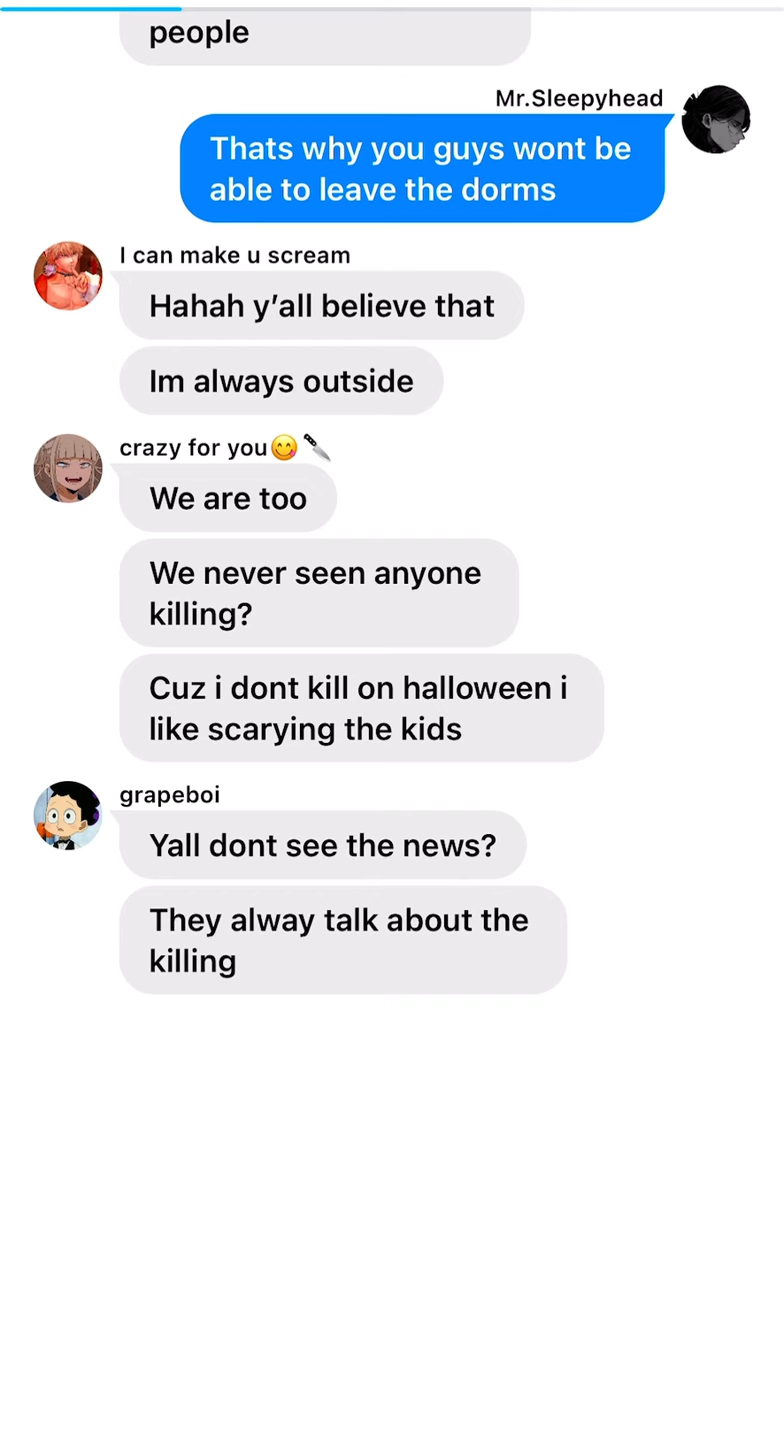 people
Mr.Sleepyhead
Thats why you guys wont be
able to leave the dorms
I can make u scream
Hahah y’all believe that
Im always outside
crazy for you😋🔪
We are too
We never seen anyone
killing?
Cuz i dont kill on halloween i
like scarying the kids
grapeboi
Yall dont see the news?
They alway talk about the
killing